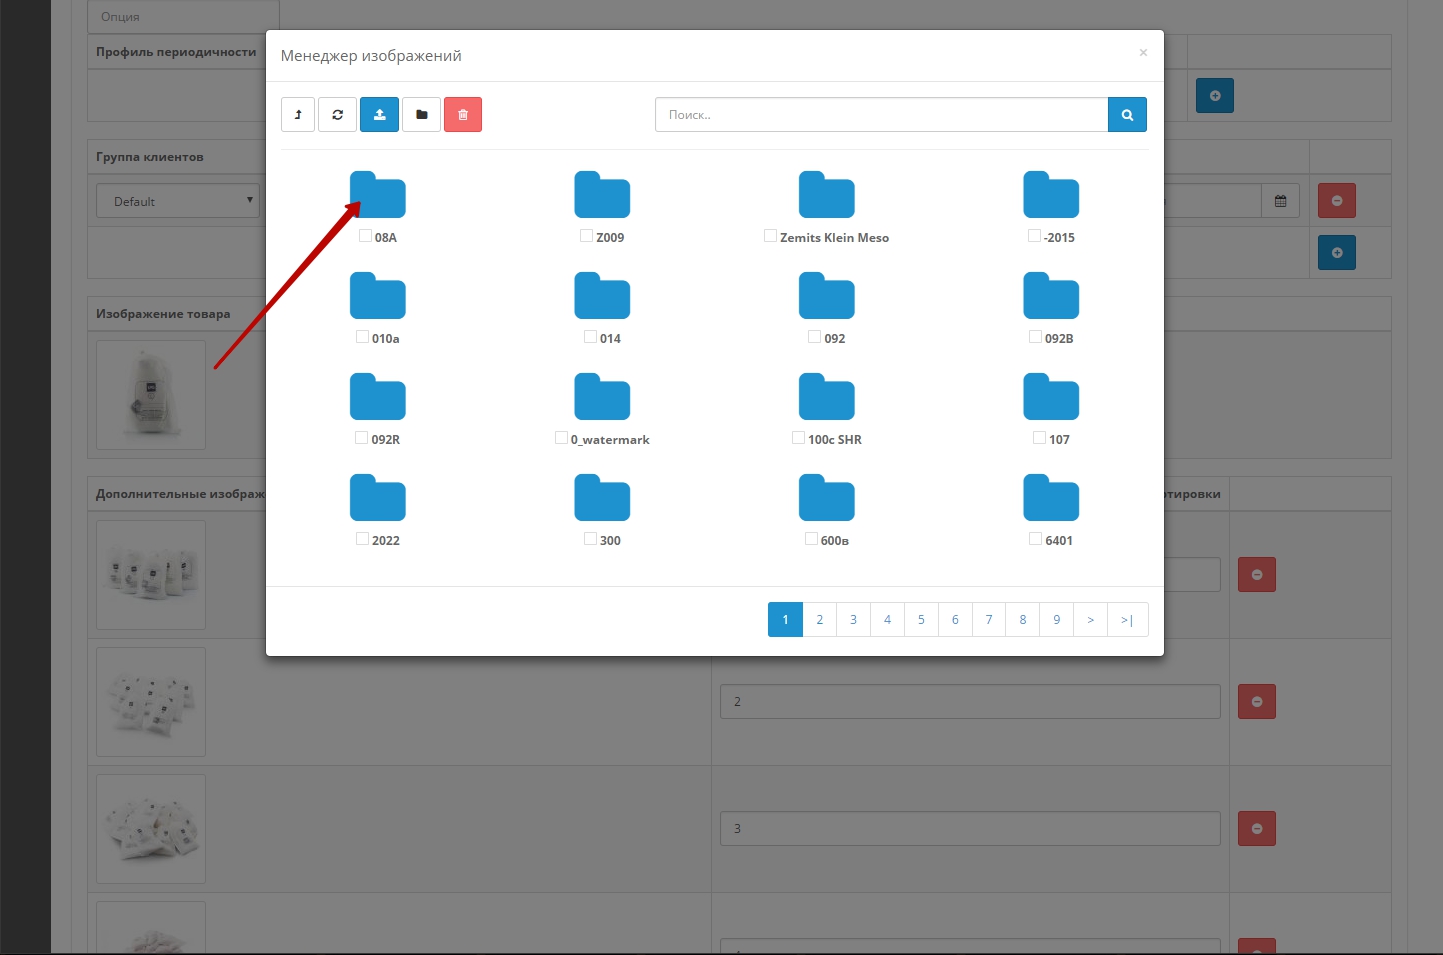 Опция
Менеджер изображений
×
Профиль периодичности
Поиск..
Группа клиентов
Default
08A
Z009
Zemits Klein Meso
-2015
Изображение товара
010a
014
092
092B
092R
0_watermark
100c SHR
107
Дополнительные изображ
ртировки
2022
300
600в
6401
1 2 3 4 5 6 7 8 9 > >|
2
3